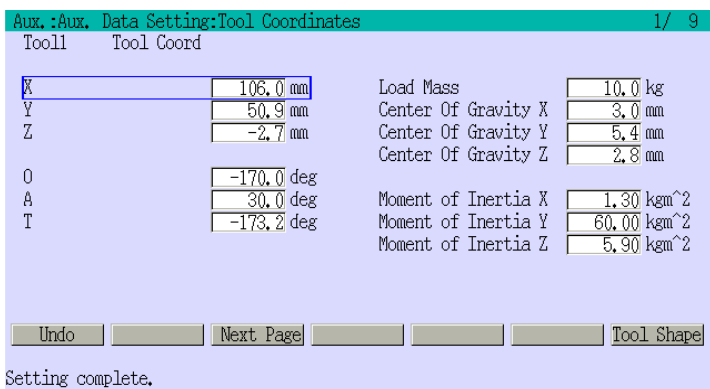 Aux.:Aux. Data Setting:Tool Coordinates 1/ 9
Tool1 Tool Coord
X 106.0 mm Load Mass 10.0 kg
Y 50.9 mm Center Of Gravity X 3.0 mm
Z -2.7 mm Center Of Gravity Y 5.4 mm
Center Of Gravity Z 2.8 mm
O -170.0 deg
A 30.0 deg Moment of Inertia X 1.30 kgm^2
T -173.2 deg Moment of Inertia Y 60.00 kgm^2
Moment of Inertia Z 5.90 kgm^2
Undo Next Page Tool Shape
Setting complete.